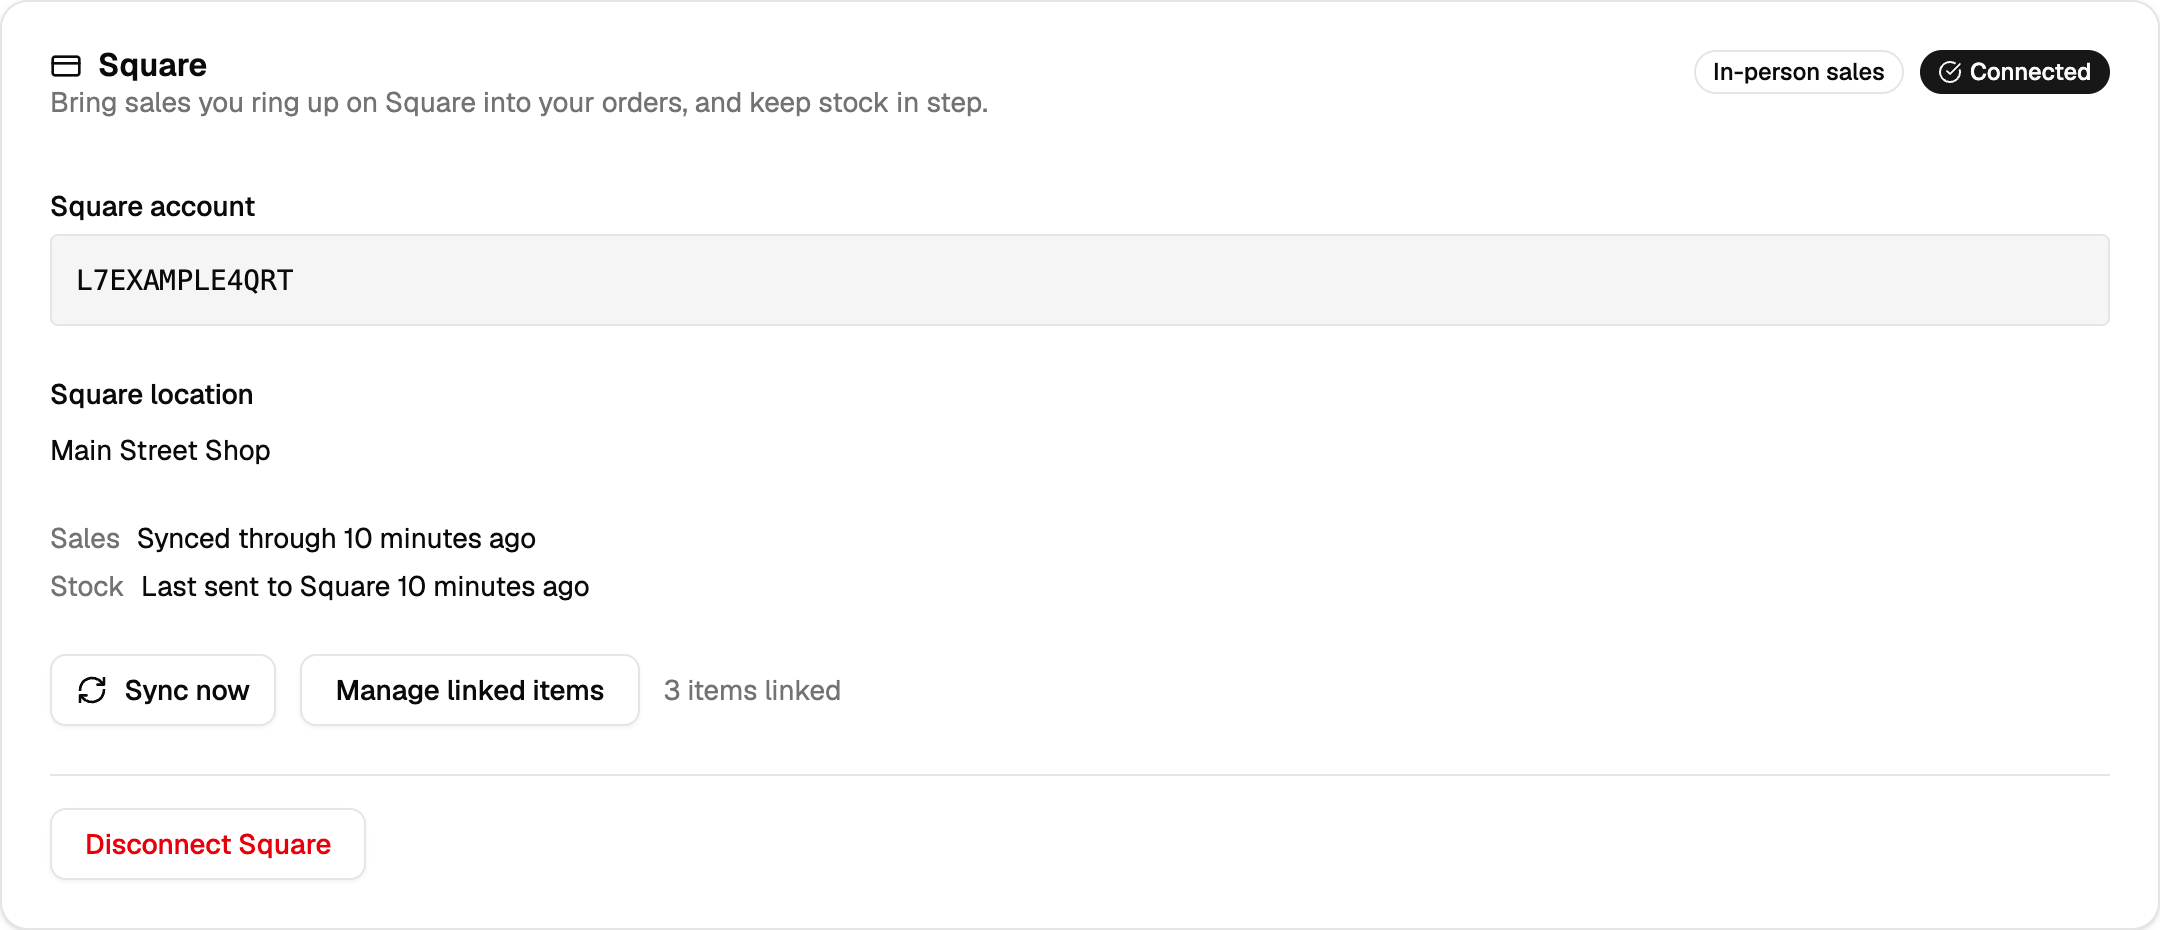 Square
Bring sales you ring up on Square into your orders, and keep stock in step.
In-person sales
Connected
Square account
L7EXAMPLE4QRT
Square location
Main Street Shop
Sales Synced through 10 minutes ago
Stock Last sent to Square 10 minutes ago
Sync now
Manage linked items
3 items linked
Disconnect Square